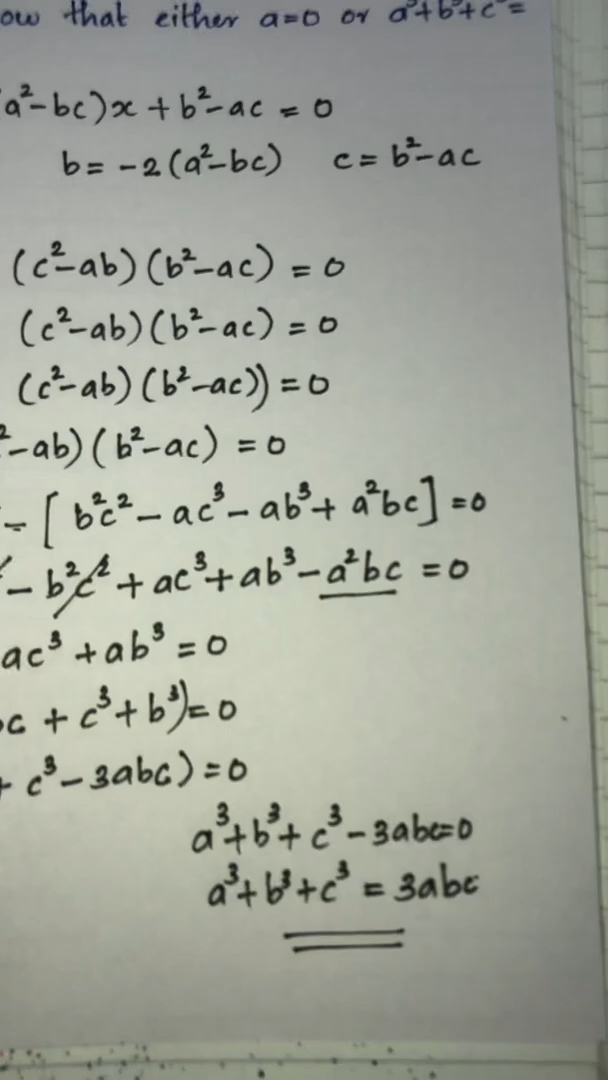 ow that either a=0 or a³+b³+c³=
a²-bc)x + b²-ac = 0
b = -2(a²-bc) c = b²-ac
(c²-ab)(b²-ac) = 0
(c²-ab)(b²-ac) = 0
(c²-ab)(b²-ac)) = 0
²-ab)(b²-ac) = 0
- [b²c² - ac³ - ab³ + a²bc] = 0
- b²c² + ac³ + ab³ - a²bc = 0
ac³ + ab³ = 0
bc + c³ + b³) = 0
+ c³ - 3abc) = 0
a³+b³+c³-3abc=0
a³+b³+c³ = 3abc